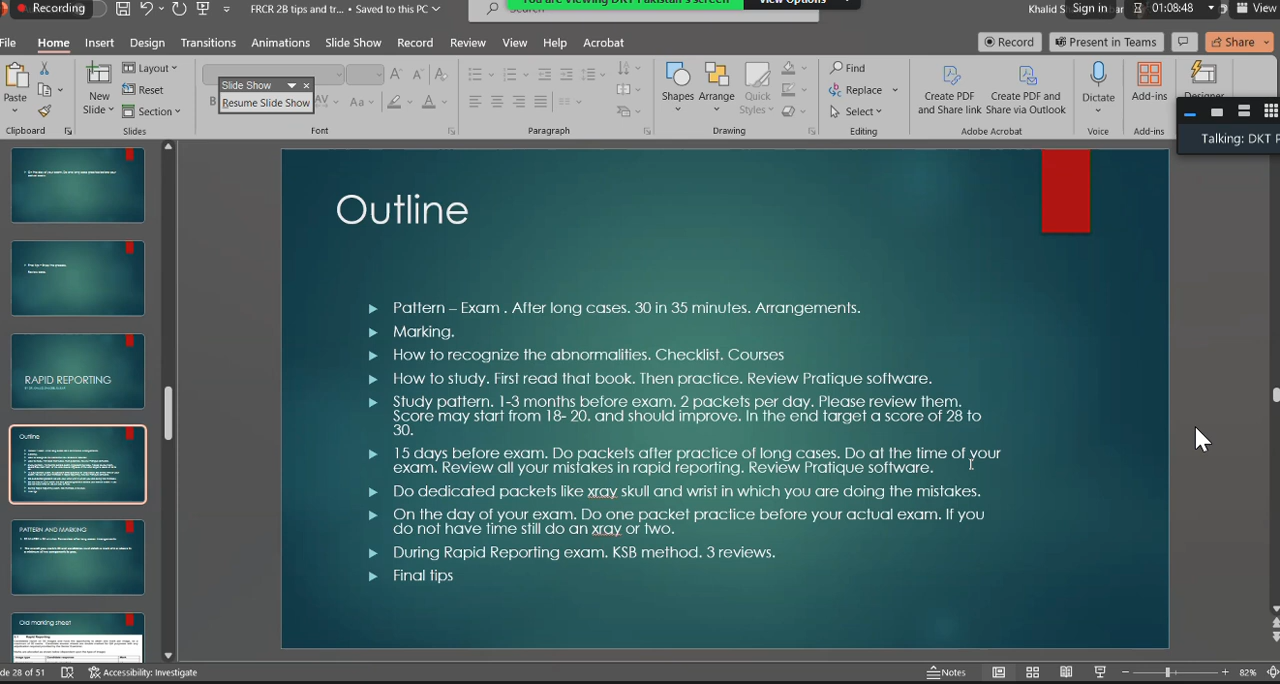 Recording
FRCR 2B tips and tr... • Saved to this PC
You are viewing DKT Pakistan's screen
View Options
Khalid S
Sign in
01:08:48
View
File Home Insert Design Transitions Animations Slide Show Record Review View Help Acrobat
Record
Present in Teams
Share
Paste
New
Slide
Layout
Reset
Section
Slide Show
Resume Slide Show
Aa
Shapes
Arrange
Quick
Styles
Find
Replace
Select
Create PDF
and Share link
Create PDF and
Share via Outlook
Dictate
Add-ins
Designer
Clipboard
Slides
Font
Paragraph
Drawing
Editing
Adobe Acrobat
Voice
Add-ins
Talking: DKT P
RAPID REPORTING
Outline
PATTERN AND MARKING
Old marking sheet
Outline
Pattern – Exam . After long cases. 30 in 35 minutes. Arrangements.
Marking.
How to recognize the abnormalities. Checklist. Courses
How to study. First read that book. Then practice. Review Pratique software.
Study pattern. 1-3 months before exam. 2 packets per day. Please review them.
Score may start from 18- 20. and should improve. In the end target a score of 28 to
30.
15 days before exam. Do packets after practice of long cases. Do at the time of your
exam. Review all your mistakes in rapid reporting. Review Pratique software.
Do dedicated packets like xray skull and wrist in which you are doing the mistakes.
On the day of your exam. Do one packet practice before your actual exam. If you
do not have time still do an xray or two.
During Rapid Reporting exam. KSB method. 3 reviews.
Final tips
de 28 of 51
Accessibility: Investigate
Notes
82%